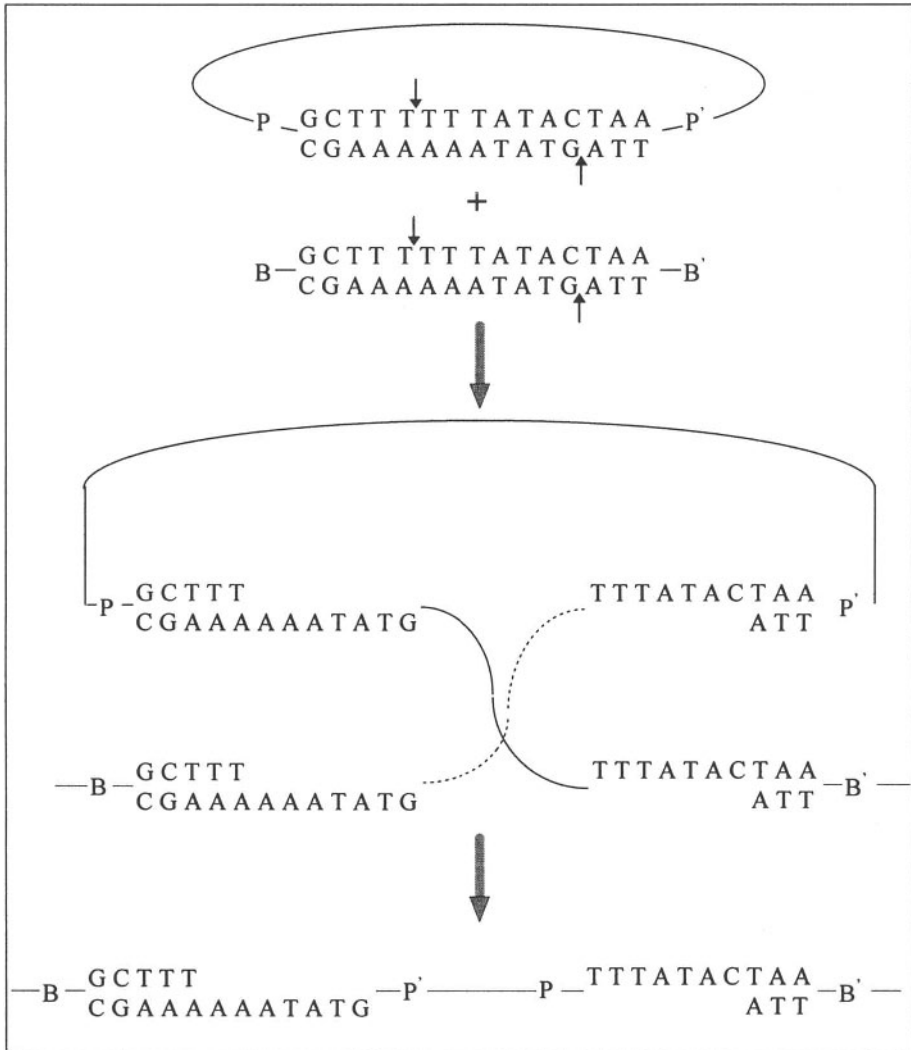 P GCTT TTT TATACTAA P'
CGAAAAAATATGATT
+
GCTT TTT TATACTAA
B B'
CGAAAAAATATGATT
GCTTT TTTATACTAA
P P'
CGAAAAAATATG ATT
GCTTT TTTATACTAA
B B'
CGAAAAAATATG ATT
GCTTT TTTATACTAA
B P' P B'
CGAAAAAATATG ATT